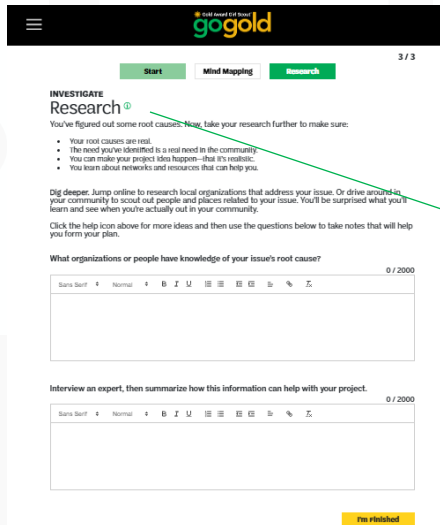 Gold Award Girl Scout
gogold
3 / 3
Start
Mind Mapping
Research
INVESTIGATE
Research
You've figured out some root causes. Now, take your research further to make sure:
• Your root causes are real.
• The need you've identified is a real need in the community.
• You can make your project idea happen—that it's realistic.
• You learn about networks and resources that can help you.
Dig deeper. Jump online to research local organizations that address your issue. Or drive around in
your community to scout out people and places related to your issue. You'll be surprised what you'll
learn and see when you're actually out in your community.
Click the help icon above for more ideas and then use the questions below to take notes that will help
you form your plan.
What organizations or people have knowledge of your issue's root cause?
0 / 2000
Sans Serif Normal B I U
Interview an expert, then summarize how this information can help with your project.
0 / 2000
Sans Serif Normal B I U
I'm Finished